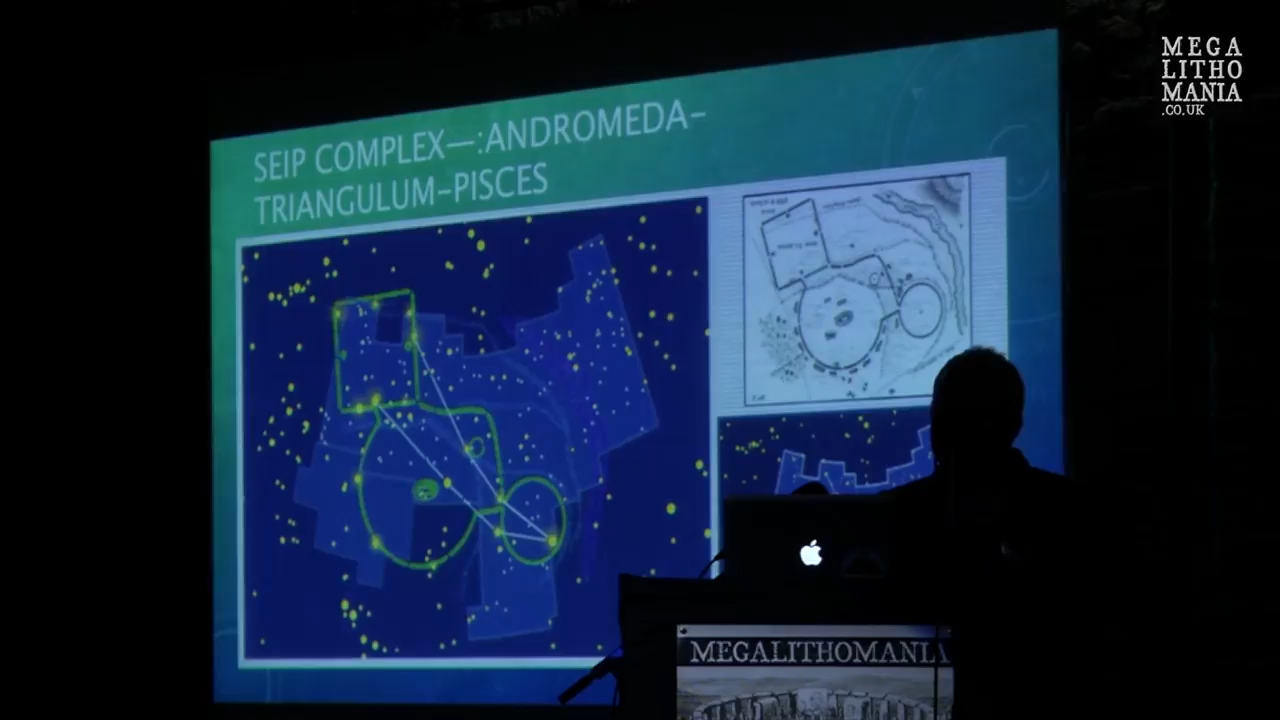 MEGA
LITHO
MANIA
.CO.UK
SEIP COMPLEX—:ANDROMEDA-
TRIANGULUM-PISCES
MEGALITHOMANIA